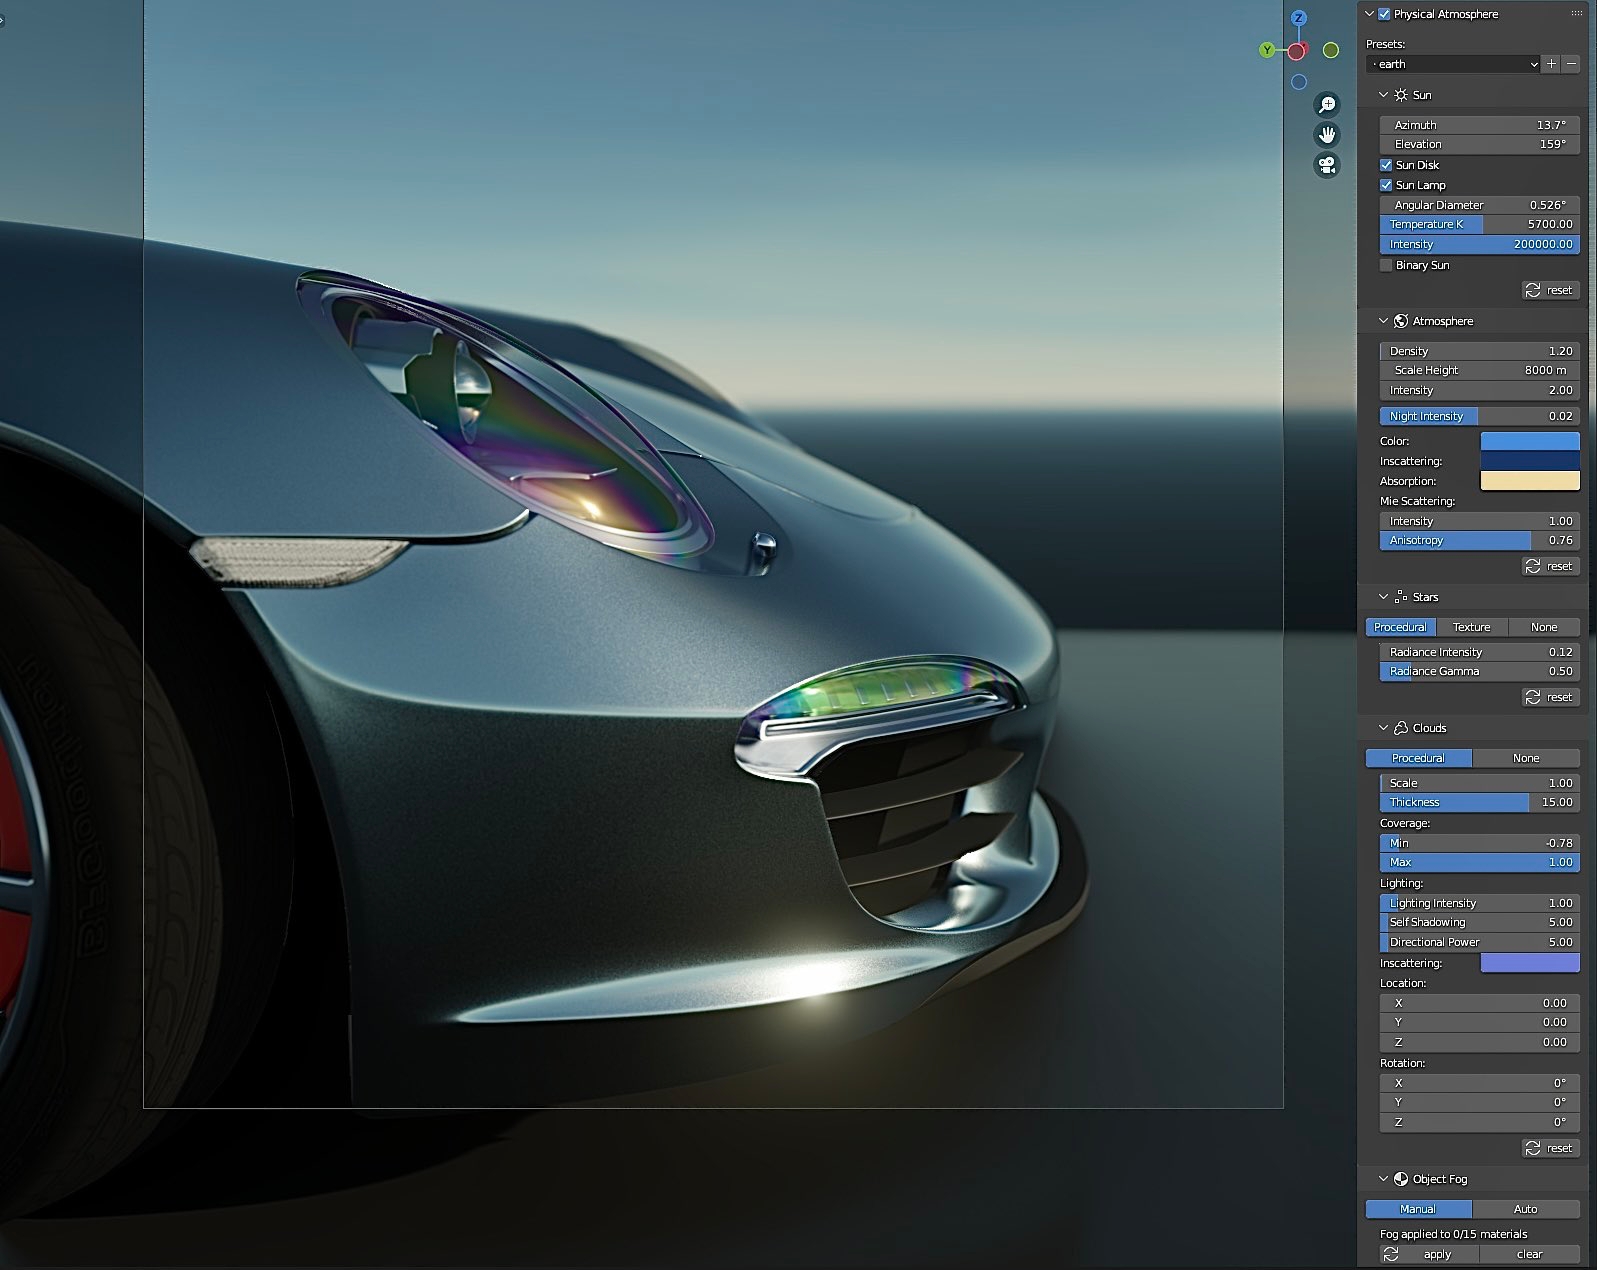 Physical Atmosphere
Presets:
· earth
Sun
Azimuth 13.7°
Elevation 159°
Sun Disk
Sun Lamp
Angular Diameter 0.526°
Temperature K 5700.00
Intensity 200000.00
Binary Sun
reset
Atmosphere
Density 1.20
Scale Height 8000 m
Intensity 2.00
Night Intensity 0.02
Color:
Inscattering:
Absorption:
Mie Scattering:
Intensity 1.00
Anisotropy 0.76
reset
Stars
Procedural Texture None
Radiance Intensity 0.12
Radiance Gamma 0.50
reset
Clouds
Procedural None
Scale 1.00
Thickness 15.00
Coverage:
Min -0.78
Max 1.00
Lighting:
Lighting Intensity 1.00
Self Shadowing 5.00
Directional Power 5.00
Inscattering:
Location:
X 0.00
Y 0.00
Z 0.00
Rotation:
X 0°
Y 0°
Z 0°
reset
Object Fog
Manual Auto
Fog applied to 0/15 materials
apply clear
Z
Y